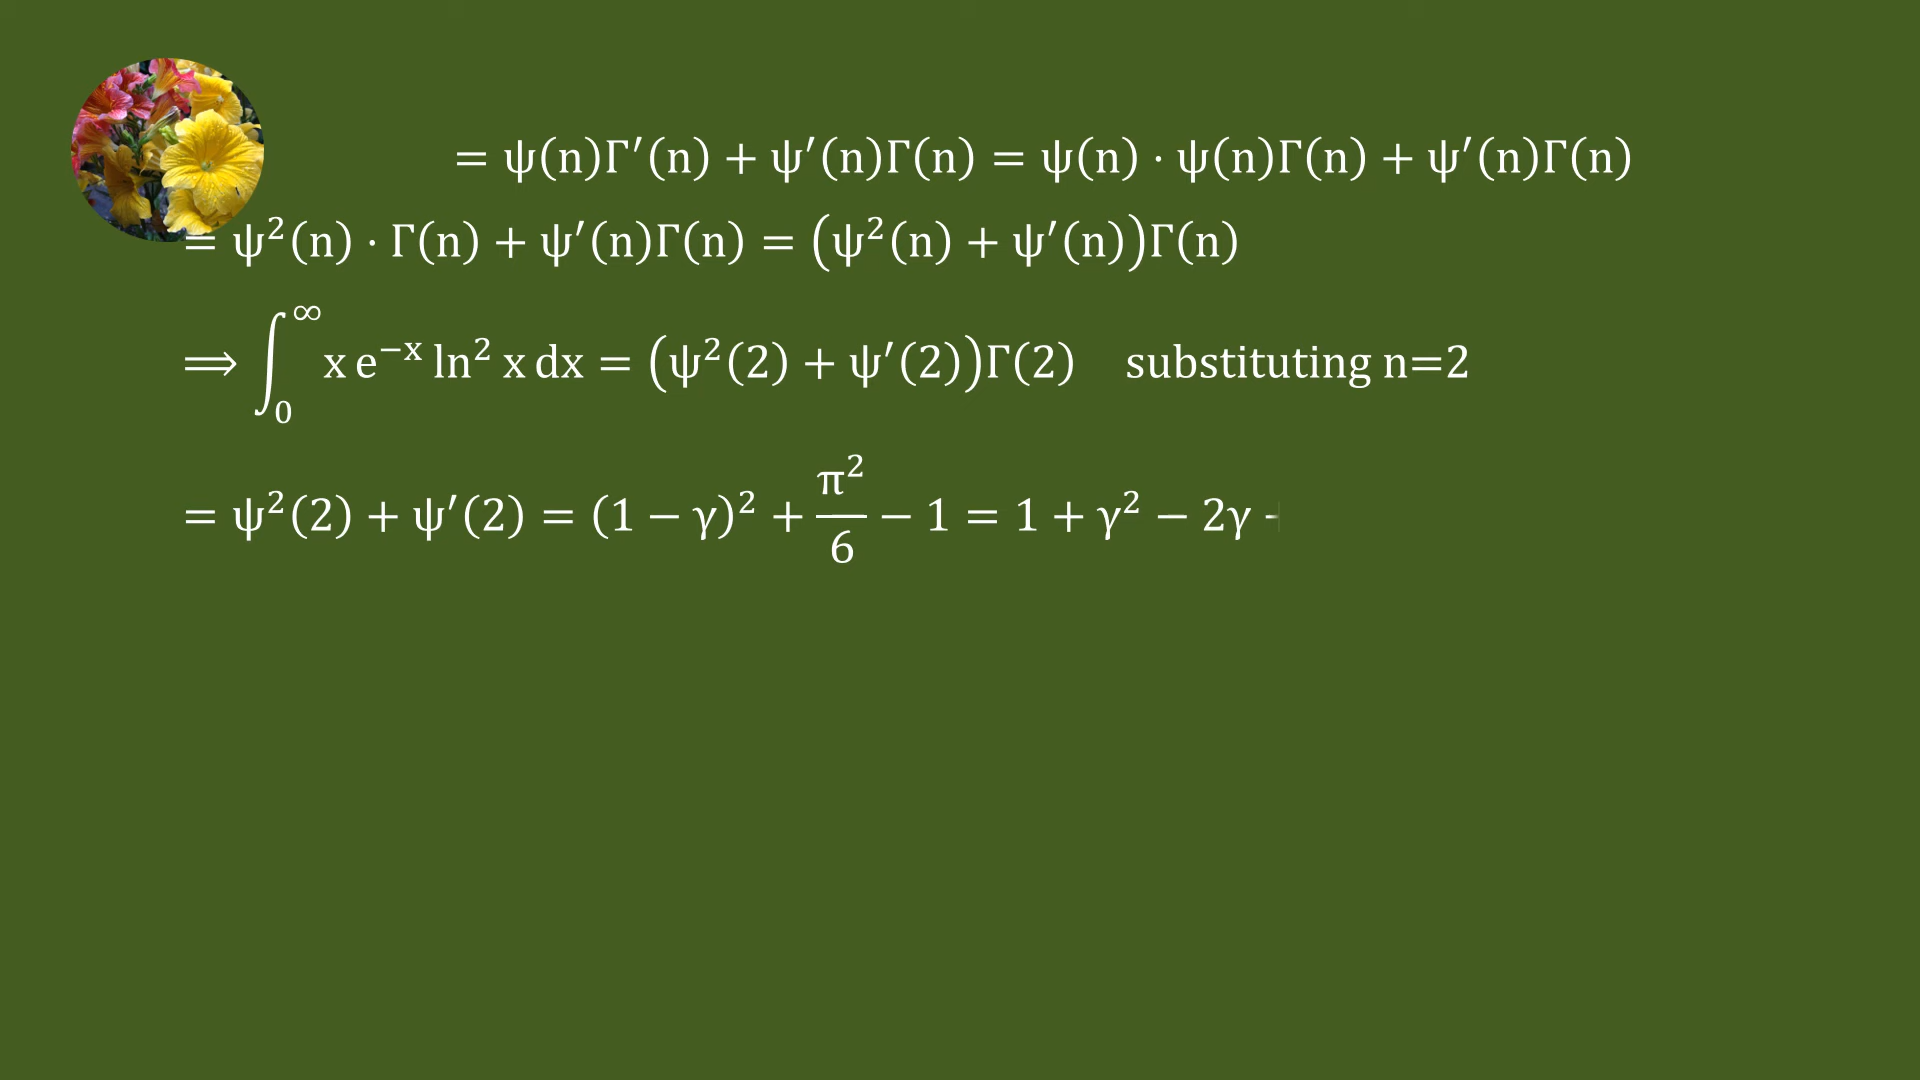 = ψ(n)Γ′(n) + ψ′(n)Γ(n) = ψ(n) · ψ(n)Γ(n) + ψ′(n)Γ(n)
= ψ²(n) · Γ(n) + ψ′(n)Γ(n) = (ψ²(n) + ψ′(n))Γ(n)
⟹ ∫₀^∞ x e^(−x) ln² x dx = (ψ²(2) + ψ′(2))Γ(2) substituting n=2
= ψ²(2) + ψ′(2) = (1 − γ)² + π²/6 − 1 = 1 + γ² − 2γ